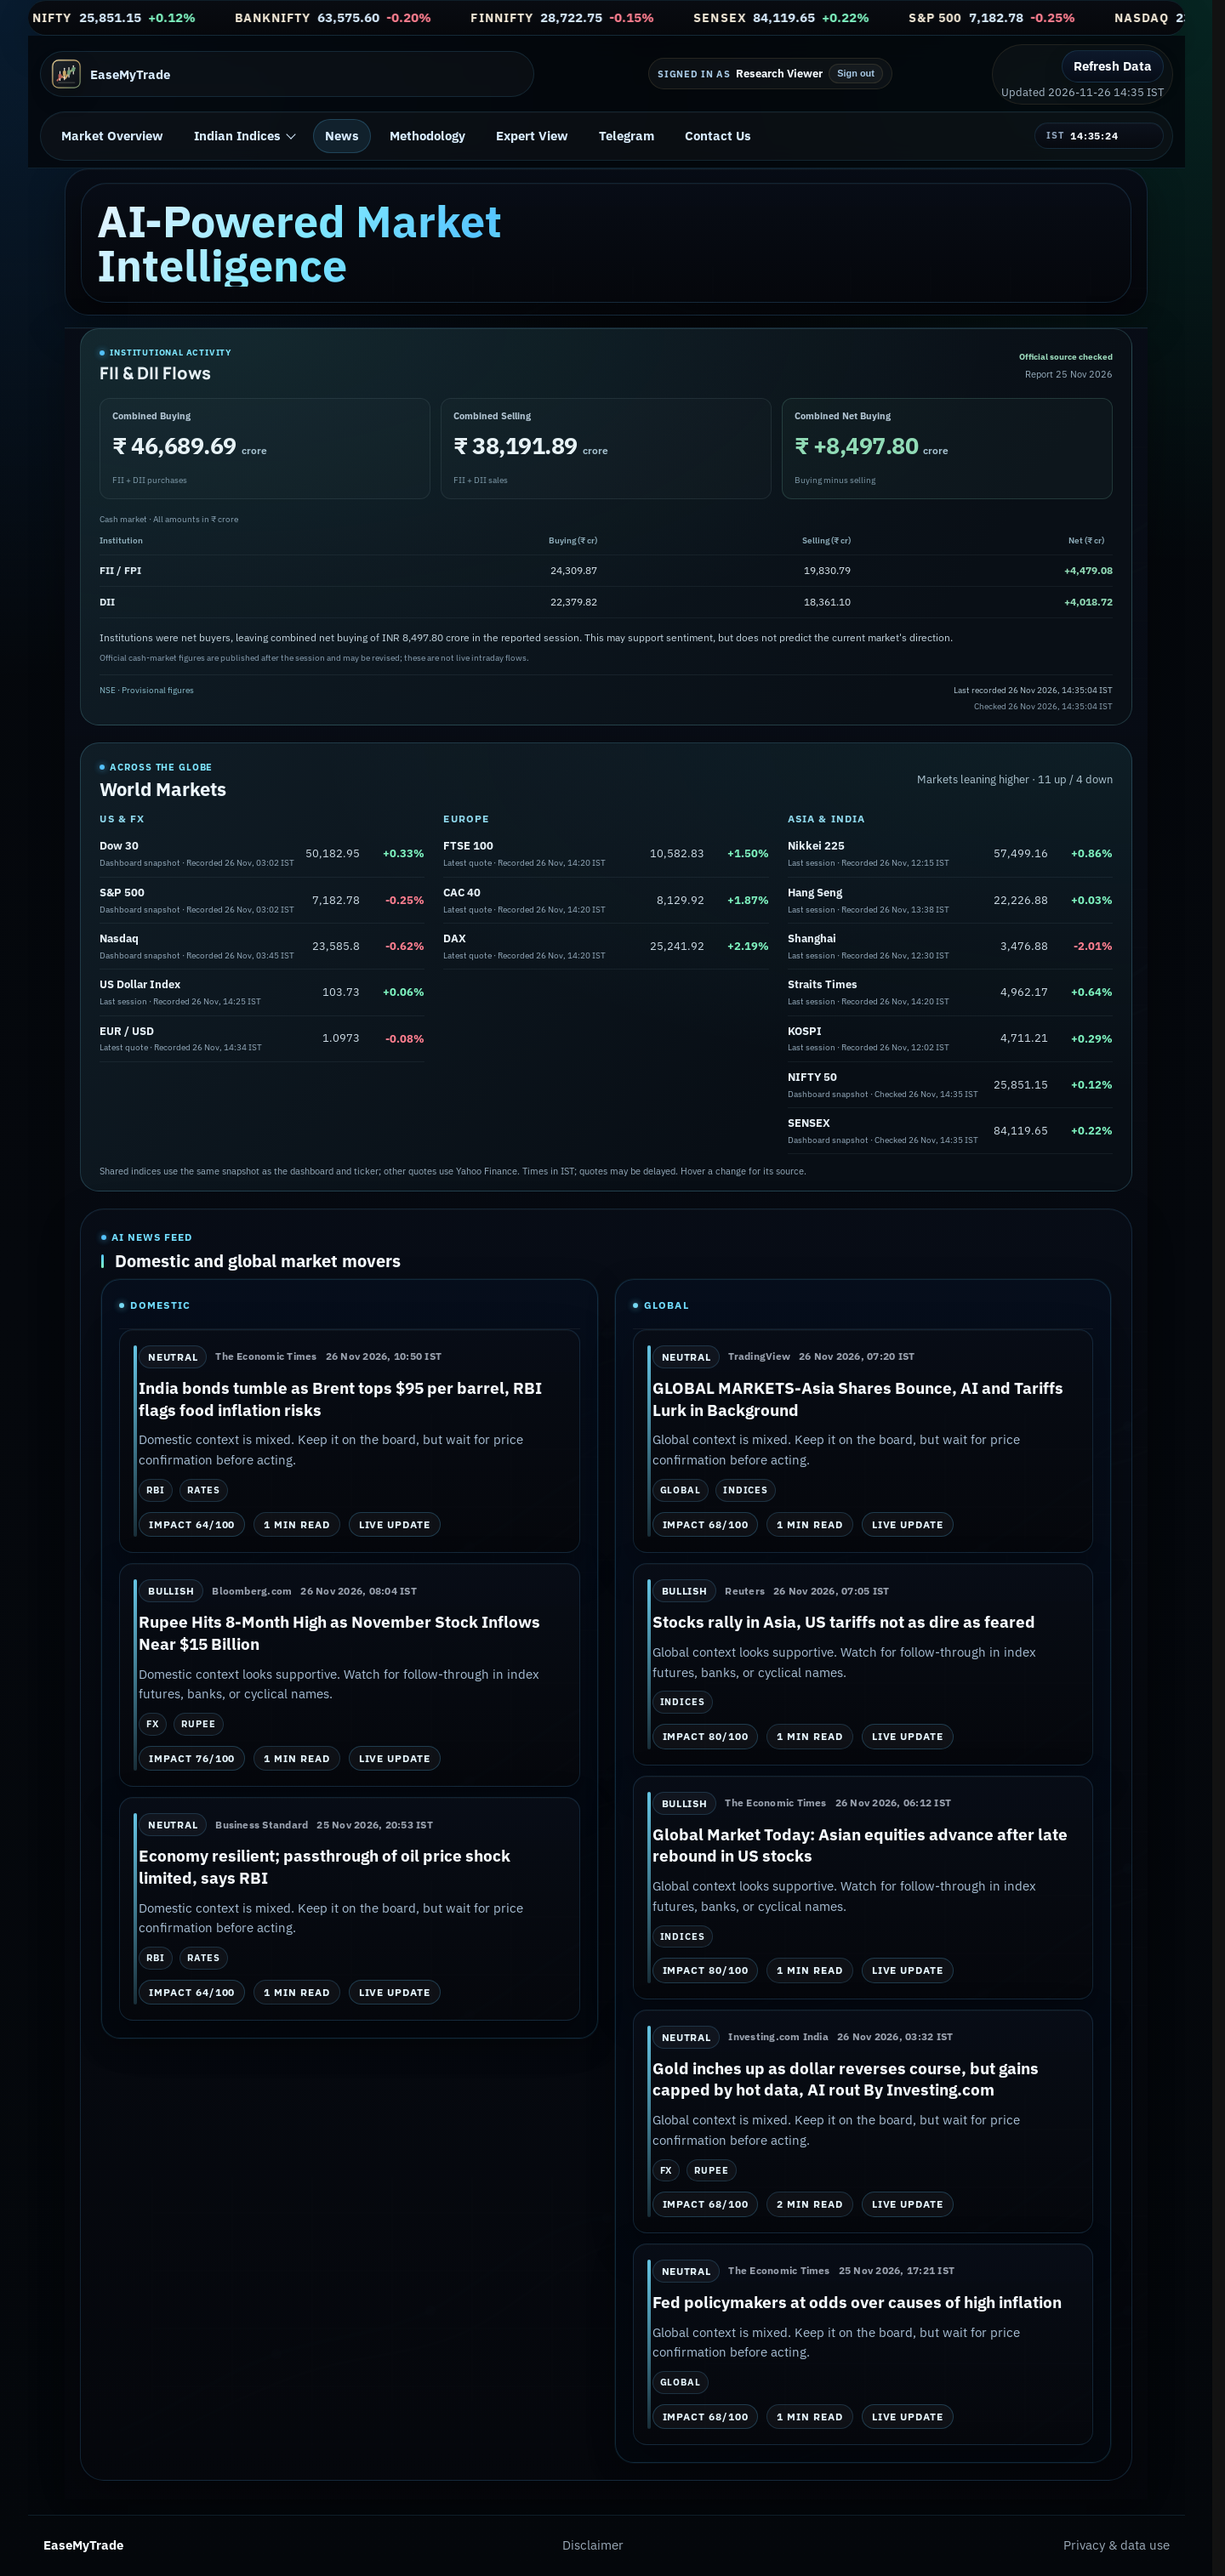 NIFTY 25,851.15 +0.12% BANKNIFTY 63,575.60 -0.20% FINNIFTY 28,722.75 -0.15% SENSEX 84,119.65 +0.22% S&P 500 7,182.78 -0.25% NASDAQ
EaseMyTrade
SIGNED IN AS Research Viewer Sign out
Refresh Data
Updated 2026-11-26 14:35 IST
Market Overview Indian Indices News Methodology Expert View Telegram Contact Us IST 14:35:24
AI-Powered Market
Intelligence
INSTITUTIONAL ACTIVITY
FII & DII Flows
Official source checked
Report 25 Nov 2026
Combined Buying
₹ 46,689.69 crore
FII + DII purchases
Combined Selling
₹ 38,191.89 crore
FII + DII sales
Combined Net Buying
₹ +8,497.80 crore
Buying minus selling
Cash market · All amounts in ₹ crore
Institution Buying (₹ cr) Selling (₹ cr) Net (₹ cr)
FII / FPI 24,309.87 19,830.79 +4,479.08
DII 22,379.82 18,361.10 +4,018.72
Institutions were net buyers, leaving combined net buying of INR 8,497.80 crore in the reported session. This may support sentiment, but does not predict the current market's direction.
Official cash-market figures are published after the session and may be revised; these are not live intraday flows.
NSE · Provisional figures
Last recorded 26 Nov 2026, 14:35:04 IST
Checked 26 Nov 2026, 14:35:04 IST
ACROSS THE GLOBE
World Markets
Markets leaning higher · 11 up / 4 down
US & FX
Dow 30 50,182.95 +0.33%
Dashboard snapshot · Recorded 26 Nov, 03:02 IST
S&P 500 7,182.78 -0.25%
Dashboard snapshot · Recorded 26 Nov, 03:02 IST
Nasdaq 23,585.8 -0.62%
Dashboard snapshot · Recorded 26 Nov, 03:45 IST
US Dollar Index 103.73 +0.06%
Last session · Recorded 26 Nov, 14:25 IST
EUR / USD 1.0973 -0.08%
Latest quote · Recorded 26 Nov, 14:34 IST
EUROPE
FTSE 100 10,582.83 +1.50%
Latest quote · Recorded 26 Nov, 14:20 IST
CAC 40 8,129.92 +1.87%
Latest quote · Recorded 26 Nov, 14:20 IST
DAX 25,241.92 +2.19%
Latest quote · Recorded 26 Nov, 14:20 IST
ASIA & INDIA
Nikkei 225 57,499.16 +0.86%
Last session · Recorded 26 Nov, 12:15 IST
Hang Seng 22,226.88 +0.03%
Last session · Recorded 26 Nov, 13:38 IST
Shanghai 3,476.88 -2.01%
Last session · Recorded 26 Nov, 12:30 IST
Straits Times 4,962.17 +0.64%
Last session · Recorded 26 Nov, 14:20 IST
KOSPI 4,711.21 +0.29%
Last session · Recorded 26 Nov, 12:02 IST
NIFTY 50 25,851.15 +0.12%
Dashboard snapshot · Checked 26 Nov, 14:35 IST
SENSEX 84,119.65 +0.22%
Dashboard snapshot · Checked 26 Nov, 14:35 IST
Shared indices use the same snapshot as the dashboard and ticker; other quotes use Yahoo Finance. Times in IST; quotes may be delayed. Hover a change for its source.
AI NEWS FEED
Domestic and global market movers
DOMESTIC
NEUTRAL The Economic Times 26 Nov 2026, 10:50 IST
India bonds tumble as Brent tops $95 per barrel, RBI
flags food inflation risks
Domestic context is mixed. Keep it on the board, but wait for price
confirmation before acting.
RBI RATES
IMPACT 64/100 1 MIN READ LIVE UPDATE
BULLISH Bloomberg.com 26 Nov 2026, 08:04 IST
Rupee Hits 8-Month High as November Stock Inflows
Near $15 Billion
Domestic context looks supportive. Watch for follow-through in index
futures, banks, or cyclical names.
FX RUPEE
IMPACT 76/100 1 MIN READ LIVE UPDATE
NEUTRAL Business Standard 25 Nov 2026, 20:53 IST
Economy resilient; passthrough of oil price shock
limited, says RBI
Domestic context is mixed. Keep it on the board, but wait for price
confirmation before acting.
RBI RATES
IMPACT 64/100 1 MIN READ LIVE UPDATE
GLOBAL
NEUTRAL TradingView 26 Nov 2026, 07:20 IST
GLOBAL MARKETS-Asia Shares Bounce, AI and Tariffs
Lurk in Background
Global context is mixed. Keep it on the board, but wait for price
confirmation before acting.
GLOBAL INDICES
IMPACT 68/100 1 MIN READ LIVE UPDATE
BULLISH Reuters 26 Nov 2026, 07:05 IST
Stocks rally in Asia, US tariffs not as dire as feared
Global context looks supportive. Watch for follow-through in index
futures, banks, or cyclical names.
INDICES
IMPACT 80/100 1 MIN READ LIVE UPDATE
BULLISH The Economic Times 26 Nov 2026, 06:12 IST
Global Market Today: Asian equities advance after late
rebound in US stocks
Global context looks supportive. Watch for follow-through in index
futures, banks, or cyclical names.
INDICES
IMPACT 80/100 1 MIN READ LIVE UPDATE
NEUTRAL Investing.com India 26 Nov 2026, 03:32 IST
Gold inches up as dollar reverses course, but gains
capped by hot data, AI rout By Investing.com
Global context is mixed. Keep it on the board, but wait for price
confirmation before acting.
FX RUPEE
IMPACT 68/100 2 MIN READ LIVE UPDATE
NEUTRAL The Economic Times 25 Nov 2026, 17:21 IST
Fed policymakers at odds over causes of high inflation
Global context is mixed. Keep it on the board, but wait for price
confirmation before acting.
GLOBAL
IMPACT 68/100 1 MIN READ LIVE UPDATE
EaseMyTrade Disclaimer Privacy & data use